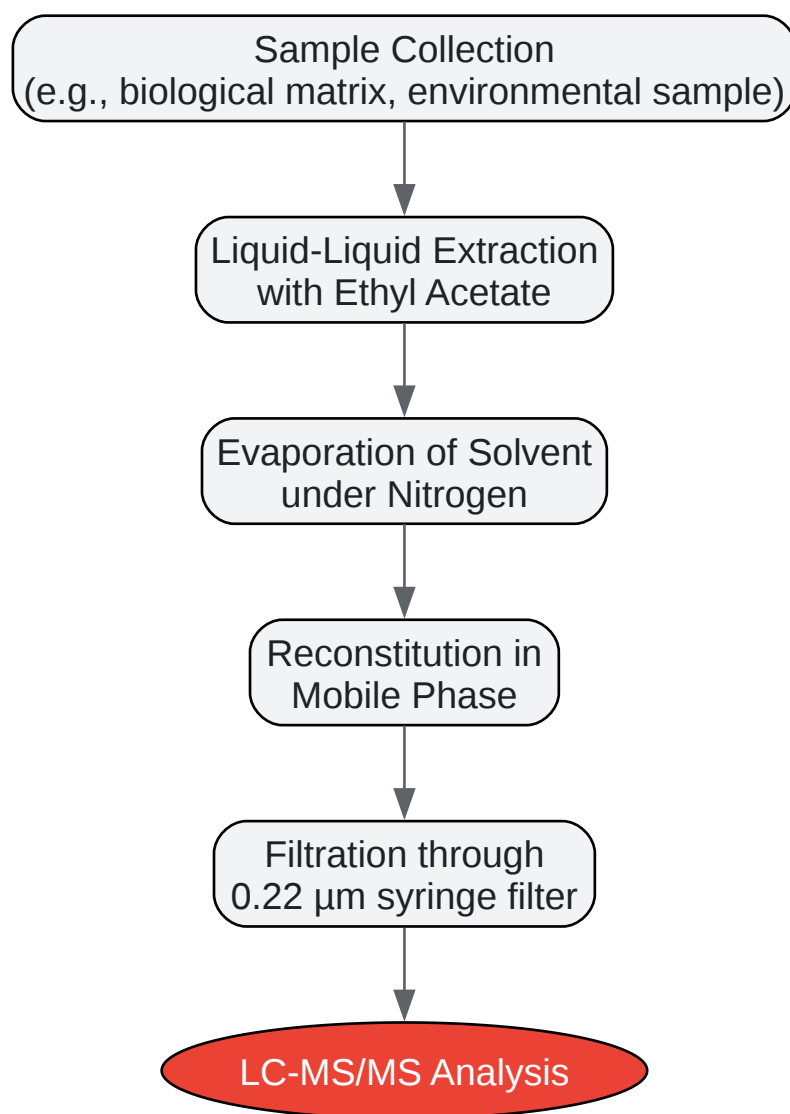 Sample Collection
(e.g., biological matrix, environmental sample)
Liquid-Liquid Extraction
with Ethyl Acetate
Evaporation of Solvent
under Nitrogen
Reconstitution in
Mobile Phase
Filtration through
0.22 µm syringe filter
LC-MS/MS Analysis